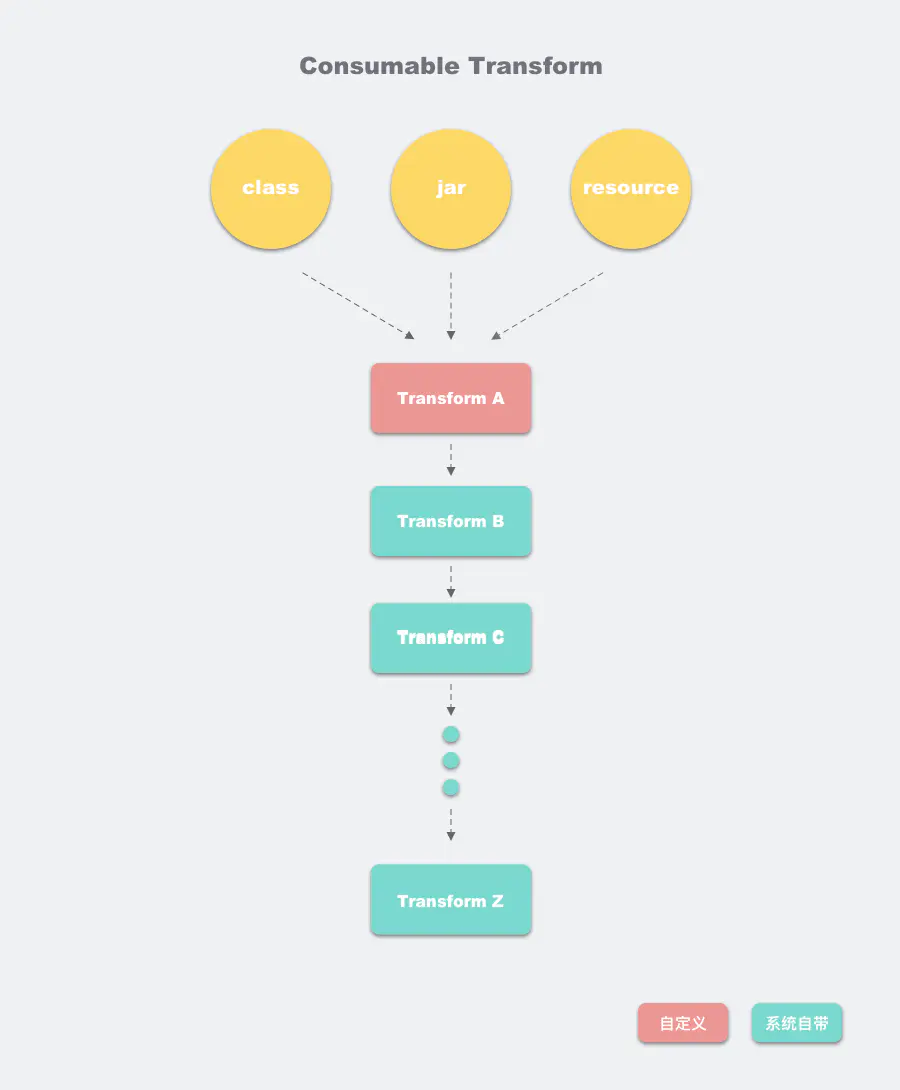 Consumable Transform
class
jar
resource
Transform A
Transform B
Transform C
Transform Z
自定义
系统自带